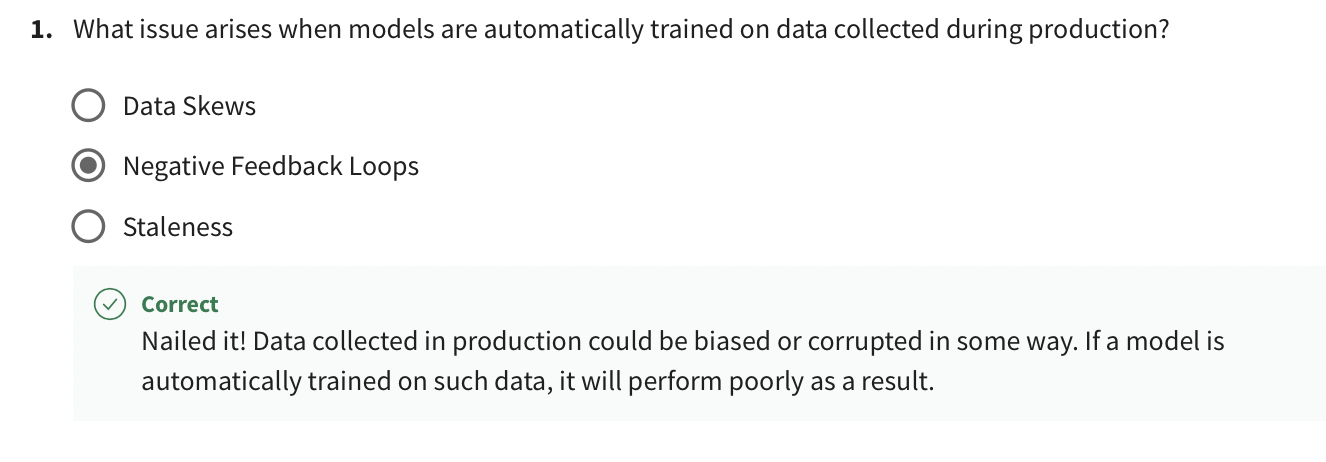 1. What issue arises when models are automatically trained on data collected during production?
Data Skews
Negative Feedback Loops
Staleness
Correct
Nailed it! Data collected in production could be biased or corrupted in some way. If a model is
automatically trained on such data, it will perform poorly as a result.